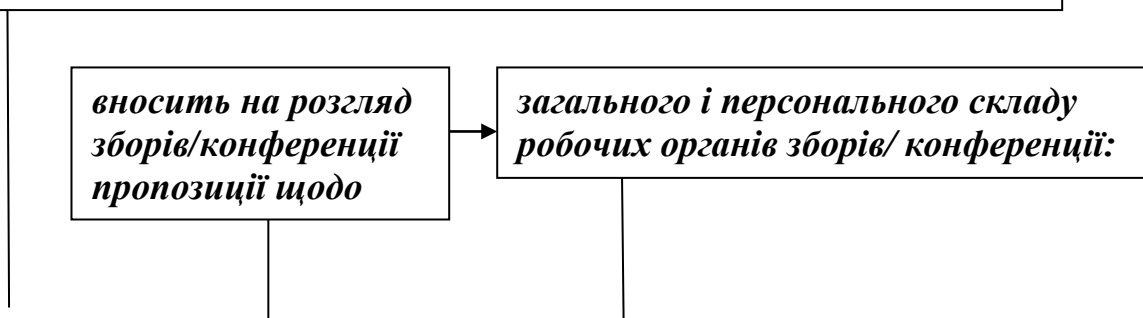 вносить на розгляд
зборів/конференції
пропозиції щодо
загального і персонального складу
робочих органів зборів/ конференції: